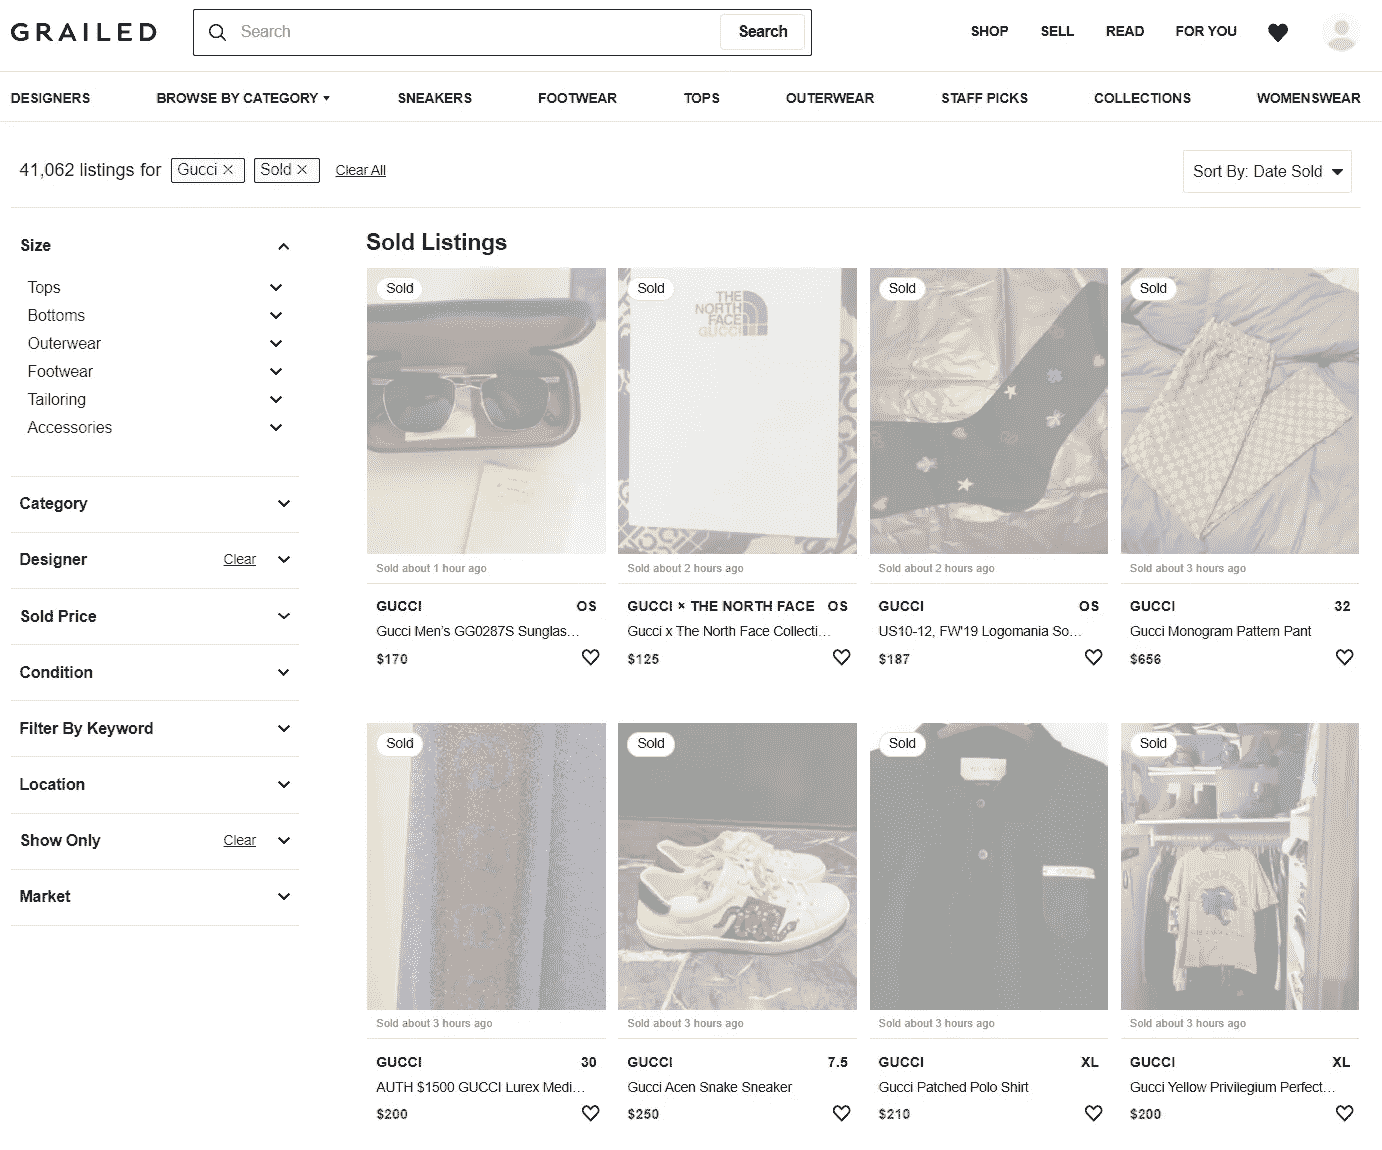 GRAILED
Search
Search
SHOP
SELL
READ
FOR YOU
DESIGNERS
BROWSE BY CATEGORY
SNEAKERS
FOOTWEAR
TOPS
OUTERWEAR
STAFF PICKS
COLLECTIONS
WOMENSWEAR
41,062 listings for Gucci × Sold × Clear All
Sort By: Date Sold
Size
Tops
Bottoms
Outerwear
Footwear
Tailoring
Accessories
Category
Designer Clear
Sold Price
Condition
Filter By Keyword
Location
Show Only Clear
Market
Sold Listings
Sold
Sold about 1 hour ago
GUCCI OS
Gucci Men's GG0287S Sunglas...
$170
Sold
THE
NORTH
FACE
GUCCI
Sold about 2 hours ago
GUCCI × THE NORTH FACE OS
Gucci x The North Face Collecti...
$125
Sold
Sold about 2 hours ago
GUCCI OS
US10-12, FW'19 Logomania So...
$187
Sold
Sold about 3 hours ago
GUCCI 32
Gucci Monogram Pattern Pant
$656
Sold
Sold about 3 hours ago
GUCCI 30
AUTH $1500 GUCCI Lurex Medi...
$200
Sold
Sold about 3 hours ago
GUCCI 7.5
Gucci Acen Snake Sneaker
$250
Sold
Sold about 3 hours ago
GUCCI XL
Gucci Patched Polo Shirt
$210
Sold
Sold about 3 hours ago
GUCCI XL
Gucci Yellow Privilegium Perfect...
$200